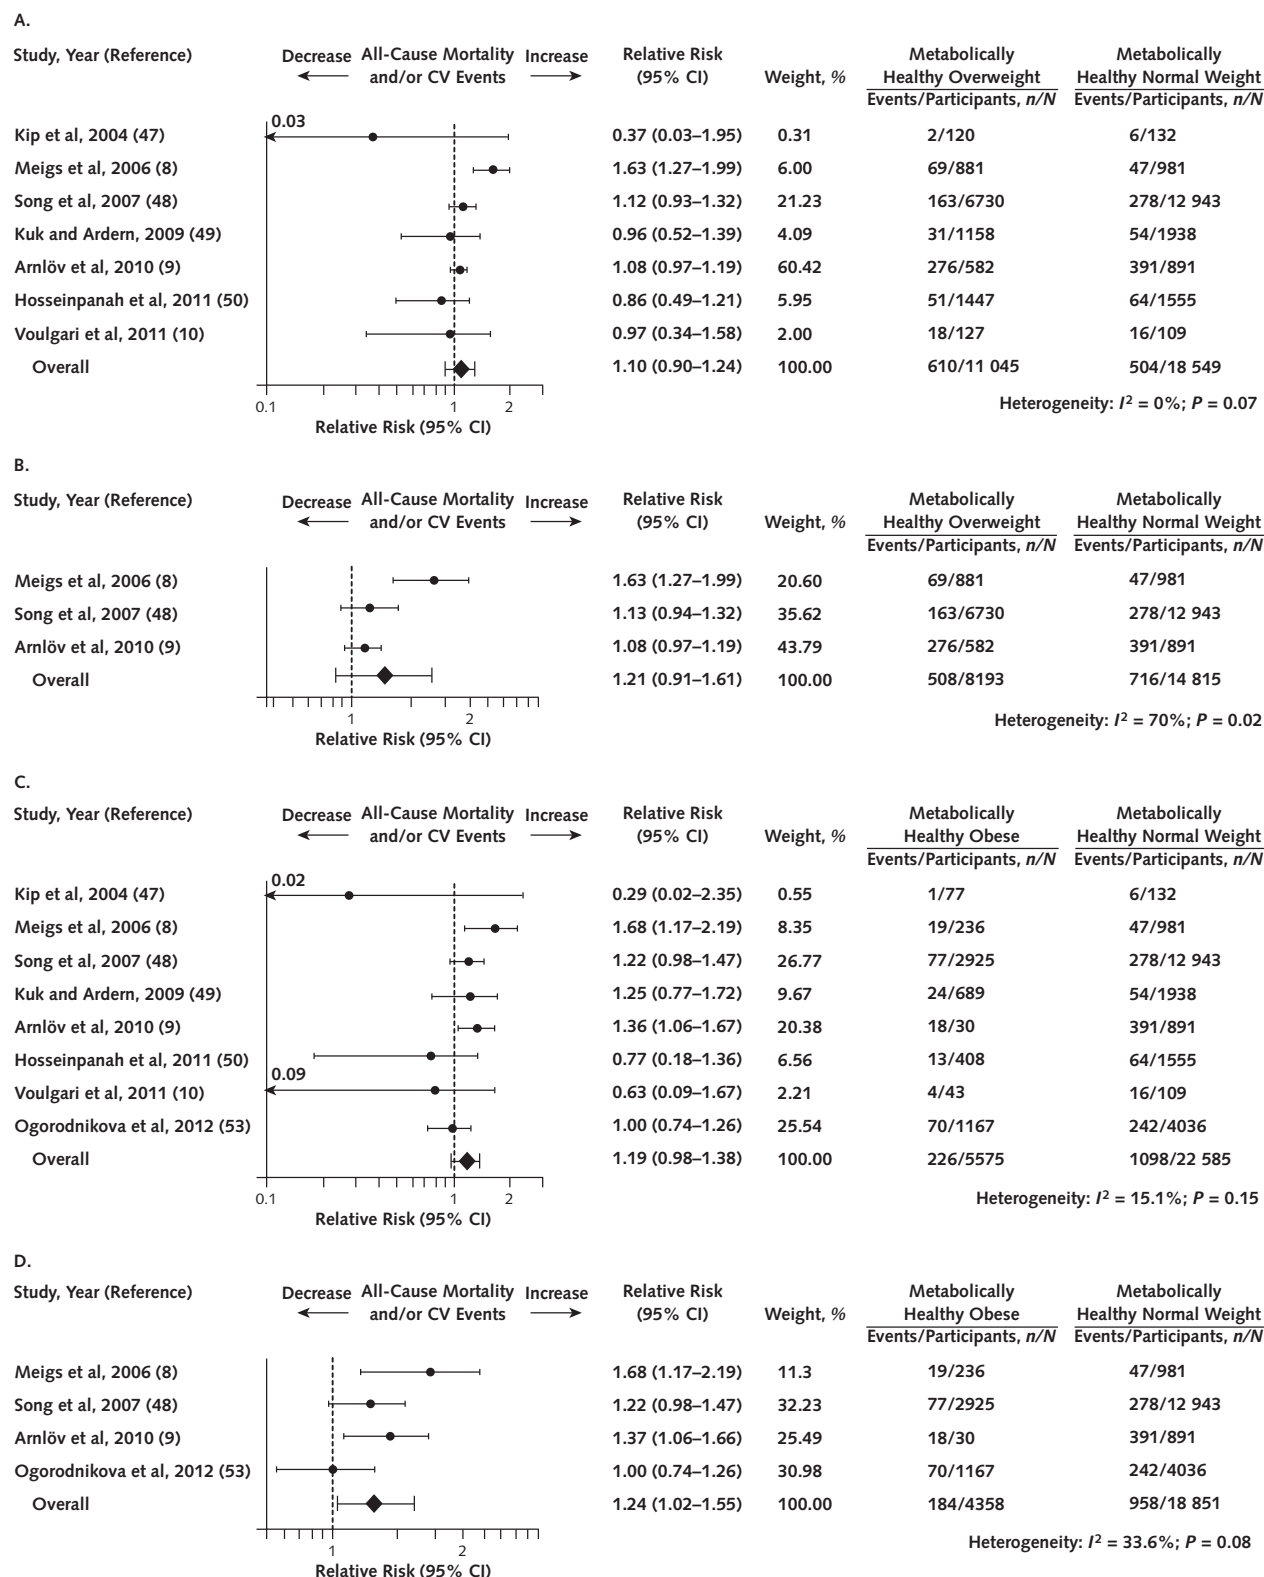 A.
Study, Year (Reference) Decrease All-Cause Mortality and/or CV Events Increase Relative Risk (95% CI) Weight, % Metabolically Healthy Overweight Events/Participants, n/N Metabolically Healthy Normal Weight Events/Participants, n/N
0.03
Kip et al, 2004 (47) 0.37 (0.03–1.95) 0.31 2/120 6/132
Meigs et al, 2006 (8) 1.63 (1.27–1.99) 6.00 69/881 47/981
Song et al, 2007 (48) 1.12 (0.93–1.32) 21.23 163/6730 278/12 943
Kuk and Ardern, 2009 (49) 0.96 (0.52–1.39) 4.09 31/1158 54/1938
Arnlöv et al, 2010 (9) 1.08 (0.97–1.19) 60.42 276/582 391/891
Hosseinpanah et al, 2011 (50) 0.86 (0.49–1.21) 5.95 51/1447 64/1555
Voulgari et al, 2011 (10) 0.97 (0.34–1.58) 2.00 18/127 16/109
Overall 1.10 (0.90–1.24) 100.00 610/11 045 504/18 549
0.1 1 2
Heterogeneity: I² = 0%; P = 0.07
Relative Risk (95% CI)
B.
Study, Year (Reference) Decrease All-Cause Mortality and/or CV Events Increase Relative Risk (95% CI) Weight, % Metabolically Healthy Overweight Events/Participants, n/N Metabolically Healthy Normal Weight Events/Participants, n/N
Meigs et al, 2006 (8) 1.63 (1.27–1.99) 20.60 69/881 47/981
Song et al, 2007 (48) 1.13 (0.94–1.32) 35.62 163/6730 278/12 943
Arnlöv et al, 2010 (9) 1.08 (0.97–1.19) 43.79 276/582 391/891
Overall 1.21 (0.91–1.61) 100.00 508/8193 716/14 815
1 2
Heterogeneity: I² = 70%; P = 0.02
Relative Risk (95% CI)
C.
Study, Year (Reference) Decrease All-Cause Mortality and/or CV Events Increase Relative Risk (95% CI) Weight, % Metabolically Healthy Obese Events/Participants, n/N Metabolically Healthy Normal Weight Events/Participants, n/N
0.02
Kip et al, 2004 (47) 0.29 (0.02–2.35) 0.55 1/77 6/132
Meigs et al, 2006 (8) 1.68 (1.17–2.19) 8.35 19/236 47/981
Song et al, 2007 (48) 1.22 (0.98–1.47) 26.77 77/2925 278/12 943
Kuk and Ardern, 2009 (49) 1.25 (0.77–1.72) 9.67 24/689 54/1938
Arnlöv et al, 2010 (9) 1.36 (1.06–1.67) 20.38 18/30 391/891
Hosseinpanah et al, 2011 (50) 0.77 (0.18–1.36) 6.56 13/408 64/1555
0.09
Voulgari et al, 2011 (10) 0.63 (0.09–1.67) 2.21 4/43 16/109
Ogorodnikova et al, 2012 (53) 1.00 (0.74–1.26) 25.54 70/1167 242/4036
Overall 1.19 (0.98–1.38) 100.00 226/5575 1098/22 585
0.1 1 2
Heterogeneity: I² = 15.1%; P = 0.15
Relative Risk (95% CI)
D.
Study, Year (Reference) Decrease All-Cause Mortality and/or CV Events Increase Relative Risk (95% CI) Weight, % Metabolically Healthy Obese Events/Participants, n/N Metabolically Healthy Normal Weight Events/Participants, n/N
Meigs et al, 2006 (8) 1.68 (1.17–2.19) 11.3 19/236 47/981
Song et al, 2007 (48) 1.22 (0.98–1.47) 32.23 77/2925 278/12 943
Arnlöv et al, 2010 (9) 1.37 (1.06–1.66) 25.49 18/30 391/891
Ogorodnikova et al, 2012 (53) 1.00 (0.74–1.26) 30.98 70/1167 242/4036
Overall 1.24 (1.02–1.55) 100.00 184/4358 958/18 851
1 2
Heterogeneity: I² = 33.6%; P = 0.08
Relative Risk (95% CI)